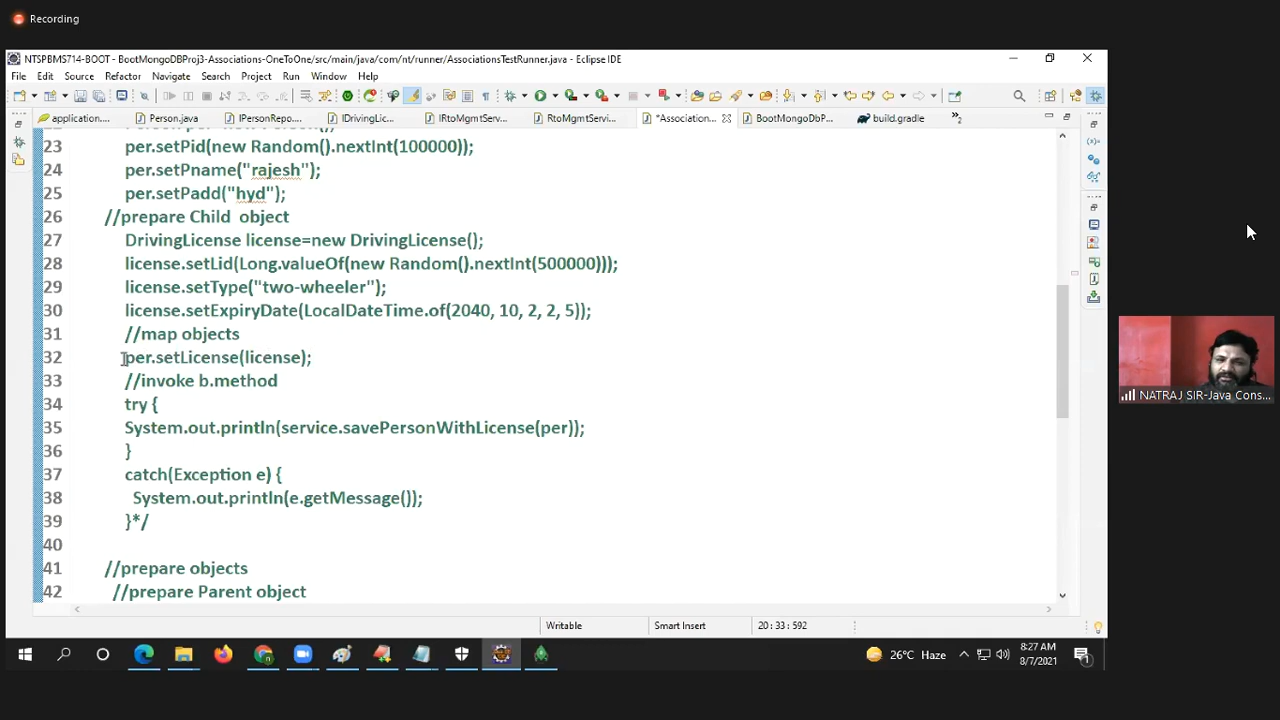 Recording
NTSPBMS714-BOOT - BootMongoDBProj3-Associations-OneToOne/src/main/java/com/nt/runner/AssociationsTestRunner.java - Eclipse IDE
File Edit Source Refactor Navigate Search Project Run Window Help
application.... Person.java IPersonRepo.... IDrivingLic... IRtoMgmtServ... RtoMgmtServi... *Association... BootMongoDbP... build.gradle »2
23 per.setPid(new Random().nextInt(100000));
24 per.setPname("rajesh");
25 per.setPadd("hyd");
26 //prepare Child object
27 DrivingLicense license=new DrivingLicense();
28 license.setLid(Long.valueOf(new Random().nextInt(500000)));
29 license.setType("two-wheeler");
30 license.setExpiryDate(LocalDateTime.of(2040, 10, 2, 2, 5));
31 //map objects
32 per.setLicense(license);
33 //invoke b.method
34 try {
35 System.out.println(service.savePersonWithLicense(per));
36 }
37 catch(Exception e) {
38 System.out.println(e.getMessage());
39 }*/
40
41 //prepare objects
42 //prepare Parent object
NATRAJ SIR-Java Cons...
Writable Smart Insert 20 : 33 : 592
26°C Haze 8:27 AM
8/7/2021